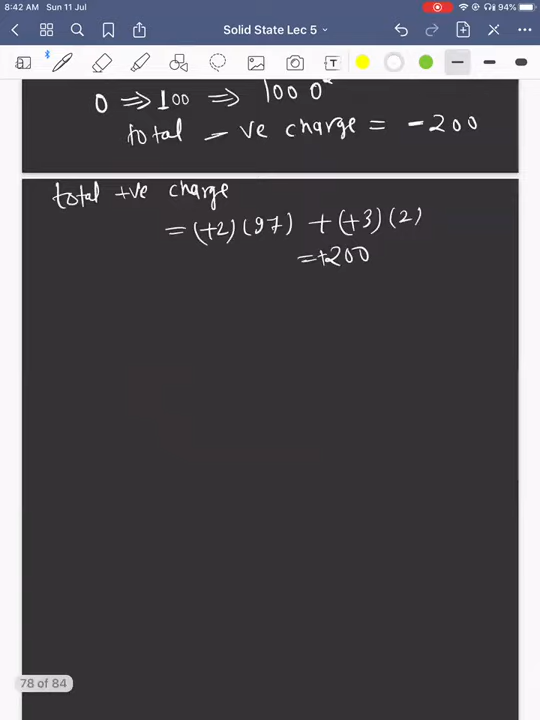 8:42 AM Sun 11 Jul 94%
Solid State Lec 5
0 ⇒ 100 ⇒ 100 O
total -ve charge = -200
total +ve charge
= (+2) (97) + (+3) (2)
= +200
78 of 84